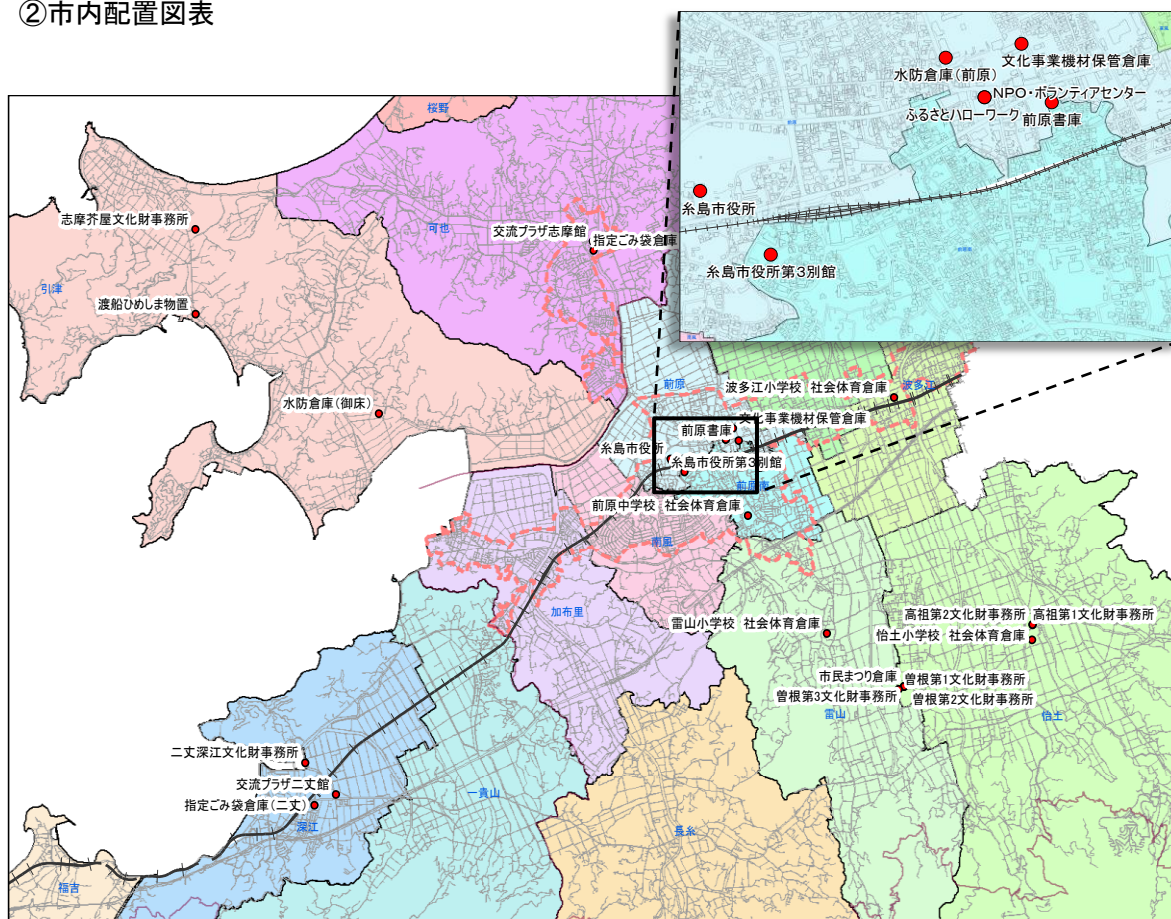 ②市内配置図表
文化事業機材保管倉庫
水防倉庫(前原)
NPO・ボランティアセンター
ふるさとハローワーク
前原書庫
糸島市役所
糸島市役所第3別館
桜野
志摩芥屋文化財事務所
可也
交流プラザ志摩館
指定ごみ袋倉庫
引津
渡船ひめしま物置
水防倉庫(御床)
前原
波多江小学校 社会体育倉庫
波多江
文化事業機材保管倉庫
前原書庫
糸島市役所
糸島市役所第3別館
前原東
前原中学校 社会体育倉庫
南風
加布里
雷山小学校 社会体育倉庫
高祖第2文化財事務所
高祖第1文化財事務所
怡土小学校 社会体育倉庫
市民まつり倉庫
曽根第1文化財事務所
曽根第3文化財事務所
曽根第2文化財事務所
雷山
怡土
二丈深江文化財事務所
交流プラザ二丈館
一貴山
指定ごみ袋倉庫(二丈)
深江
長糸
福吉